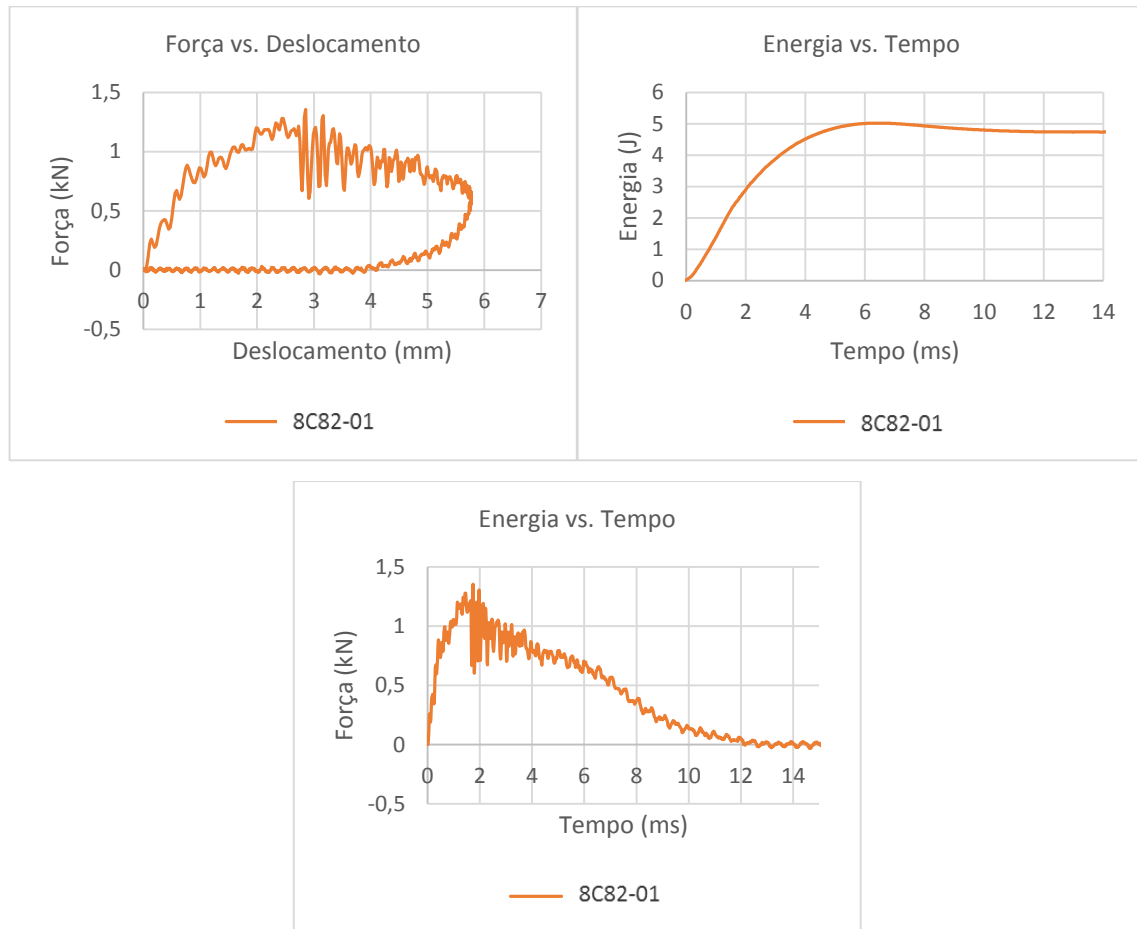 Força vs. Deslocamento
1,5
1
0,5
0
-0,5
0 1 2 3 4 5 6 7
Força (kN)
Deslocamento (mm)
8C82-01
Energia vs. Tempo
6
5
4
3
2
1
0
0 2 4 6 8 10 12 14
Energia (J)
Tempo (ms)
8C82-01
Energia vs. Tempo
1,5
1
0,5
0
-0,5
0 2 4 6 8 10 12 14
Força (kN)
Tempo (ms)
8C82-01